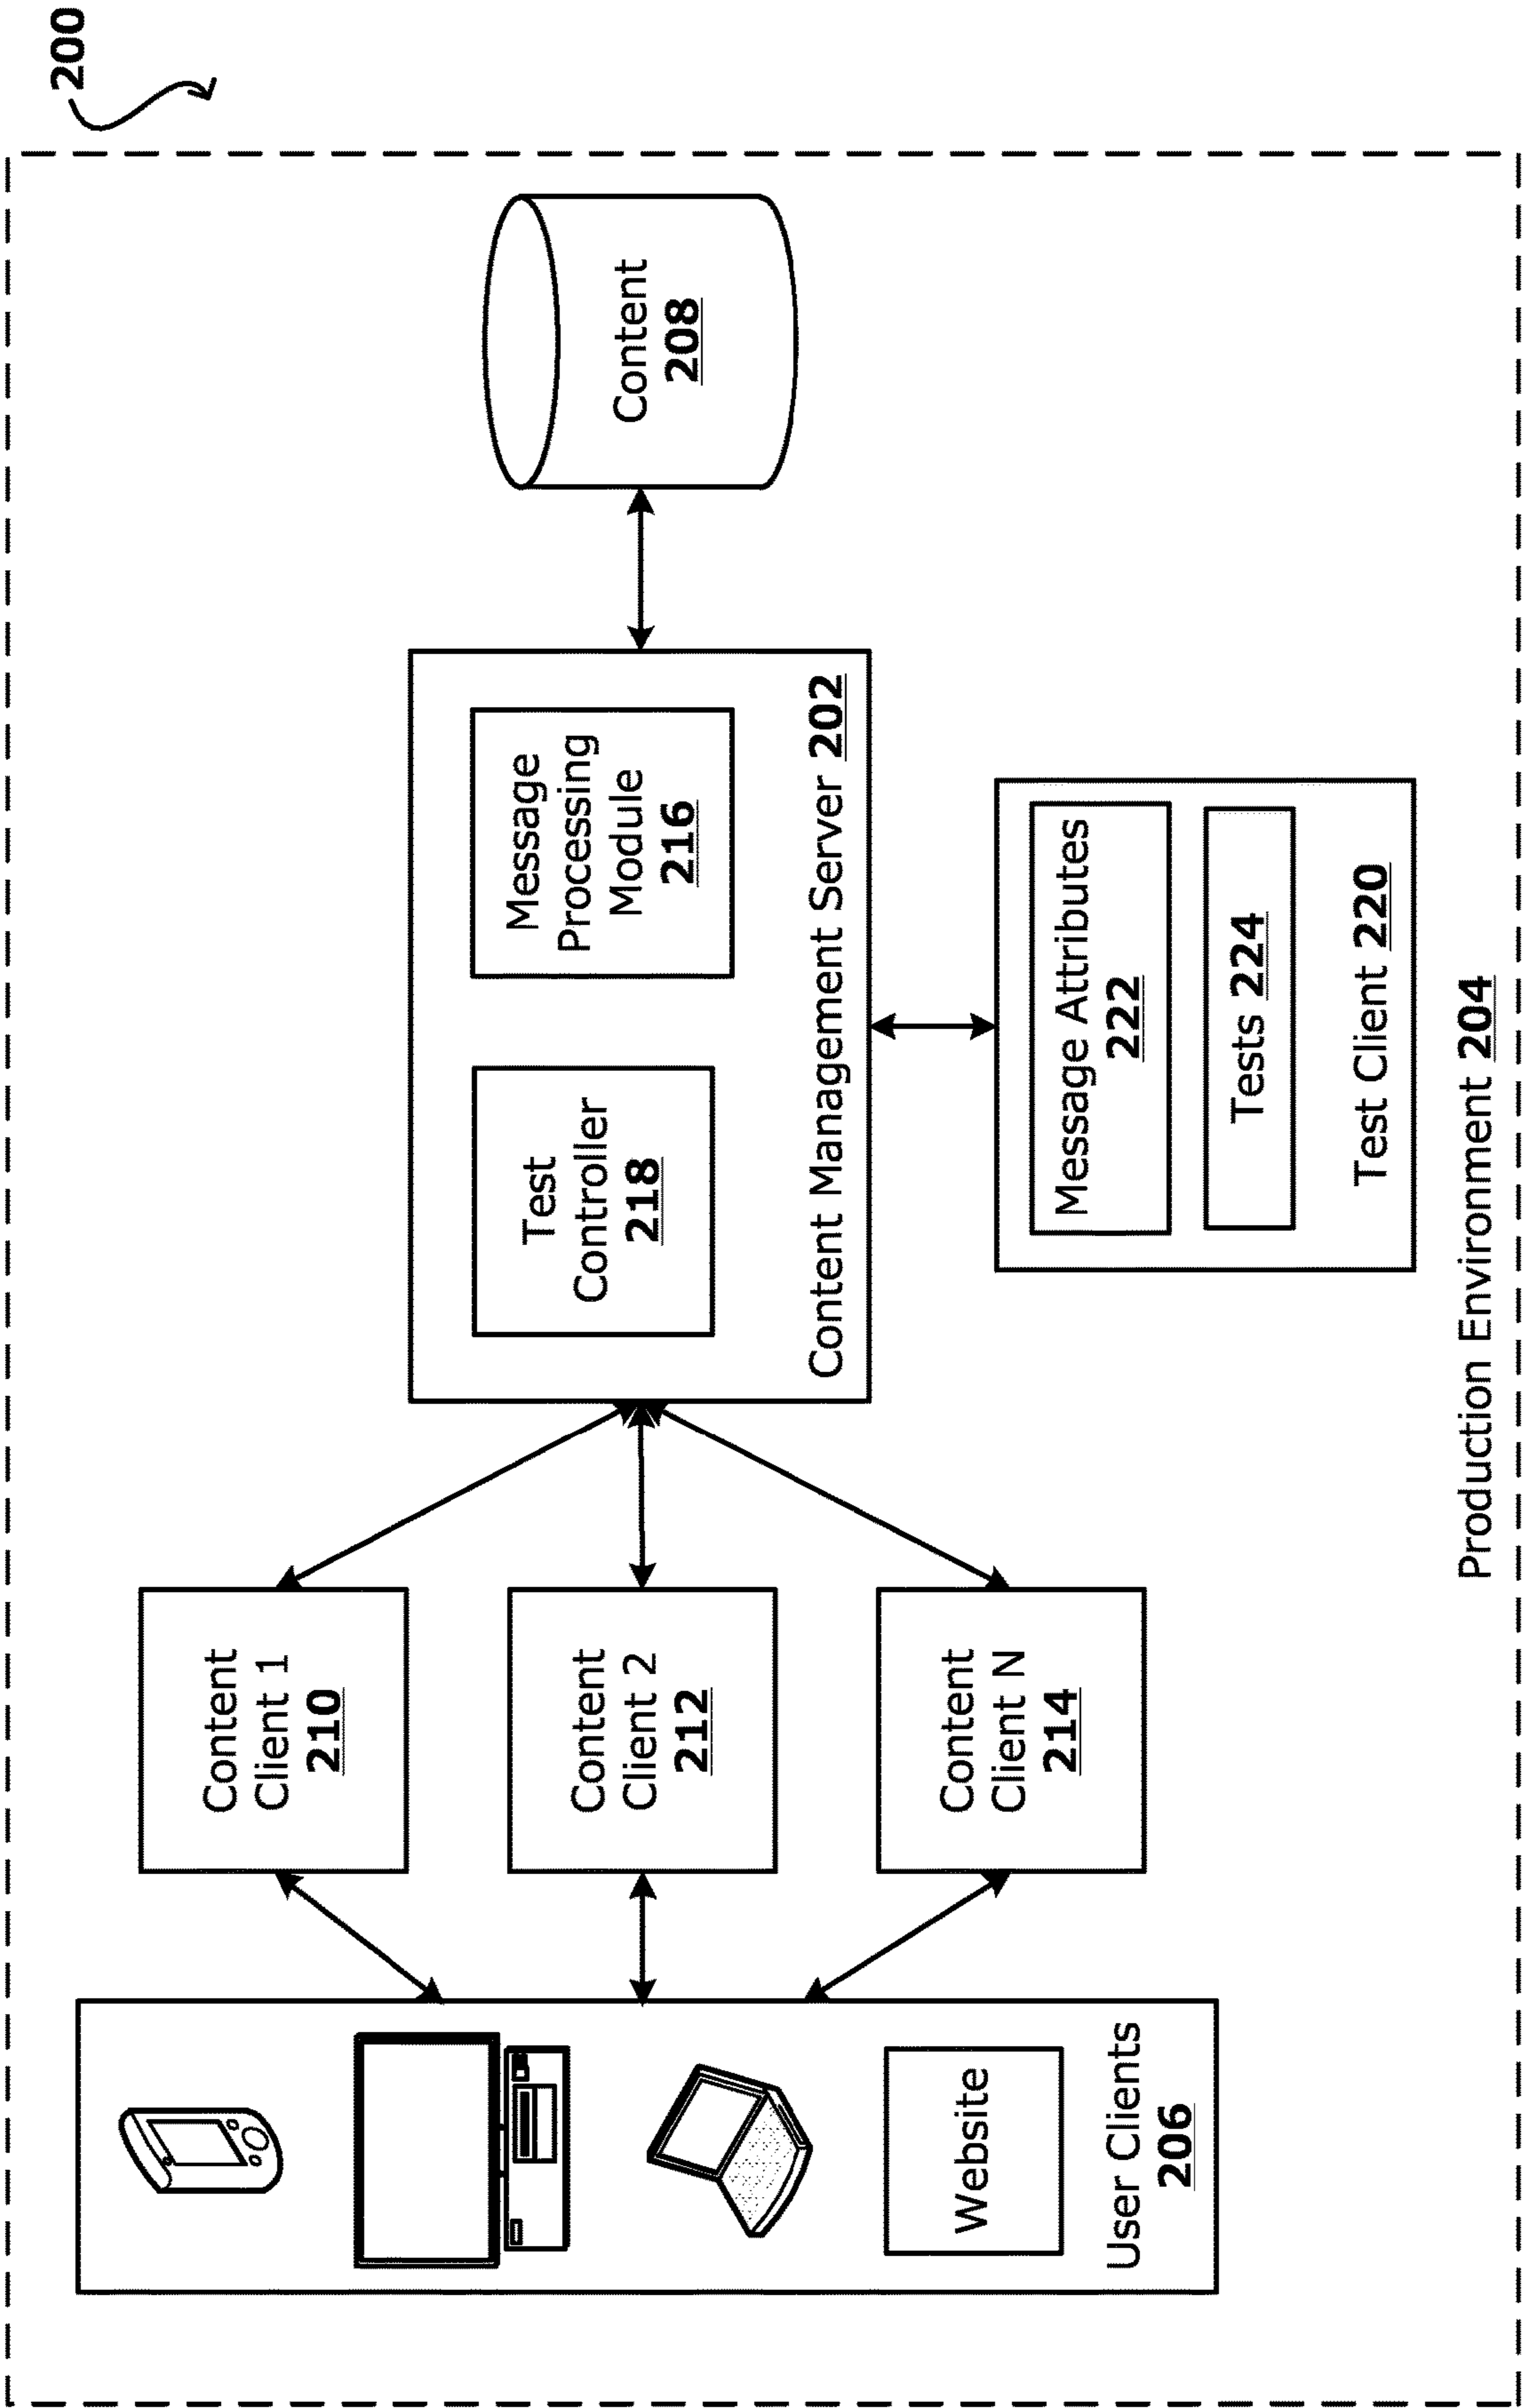 200
Website
User Clients
206
Content
Client 1
210
Content
Client 2
212
Content
Client N
214
Test
Controller
218
Message
Processing
Module
216
Content Management Server 202
Content
208
Message Attributes
222
Tests 224
Test Client 220
Production Environment 204